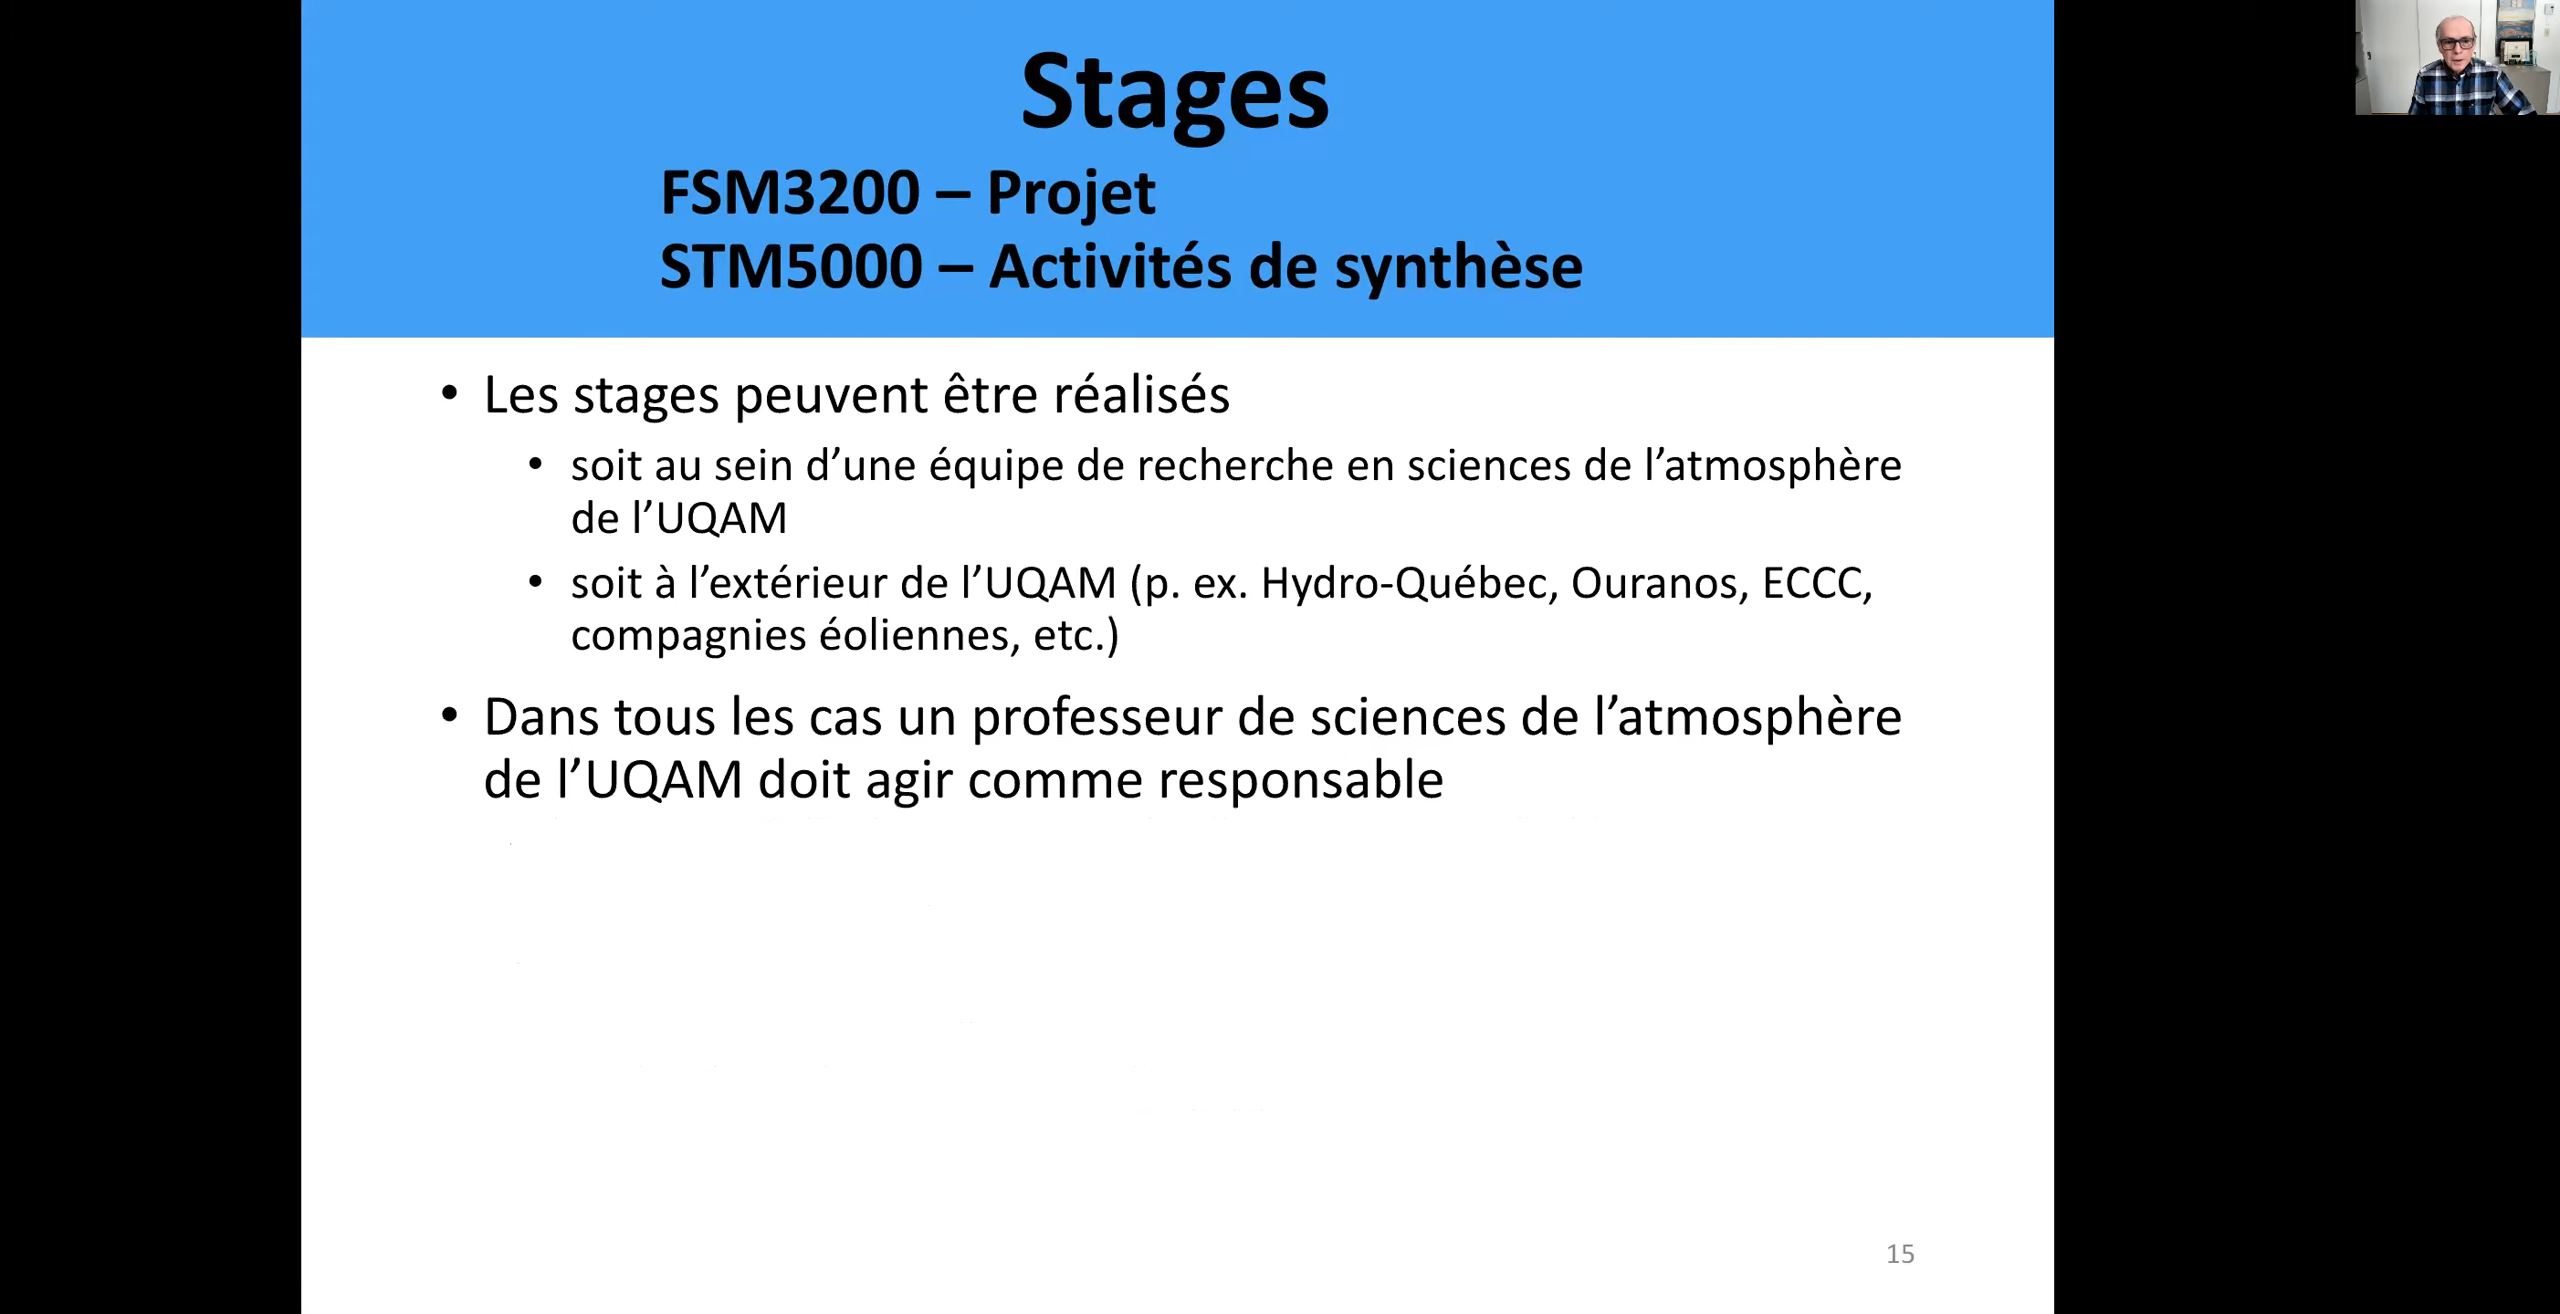 Stages
FSM3200 – Projet
STM5000 – Activités de synthèse
• Les stages peuvent être réalisés
• soit au sein d’une équipe de recherche en sciences de l’atmosphère
de l’UQAM
• soit à l’extérieur de l’UQAM (p. ex. Hydro-Québec, Ouranos, ECCC,
compagnies éoliennes, etc.)
• Dans tous les cas un professeur de sciences de l’atmosphère
de l’UQAM doit agir comme responsable
15